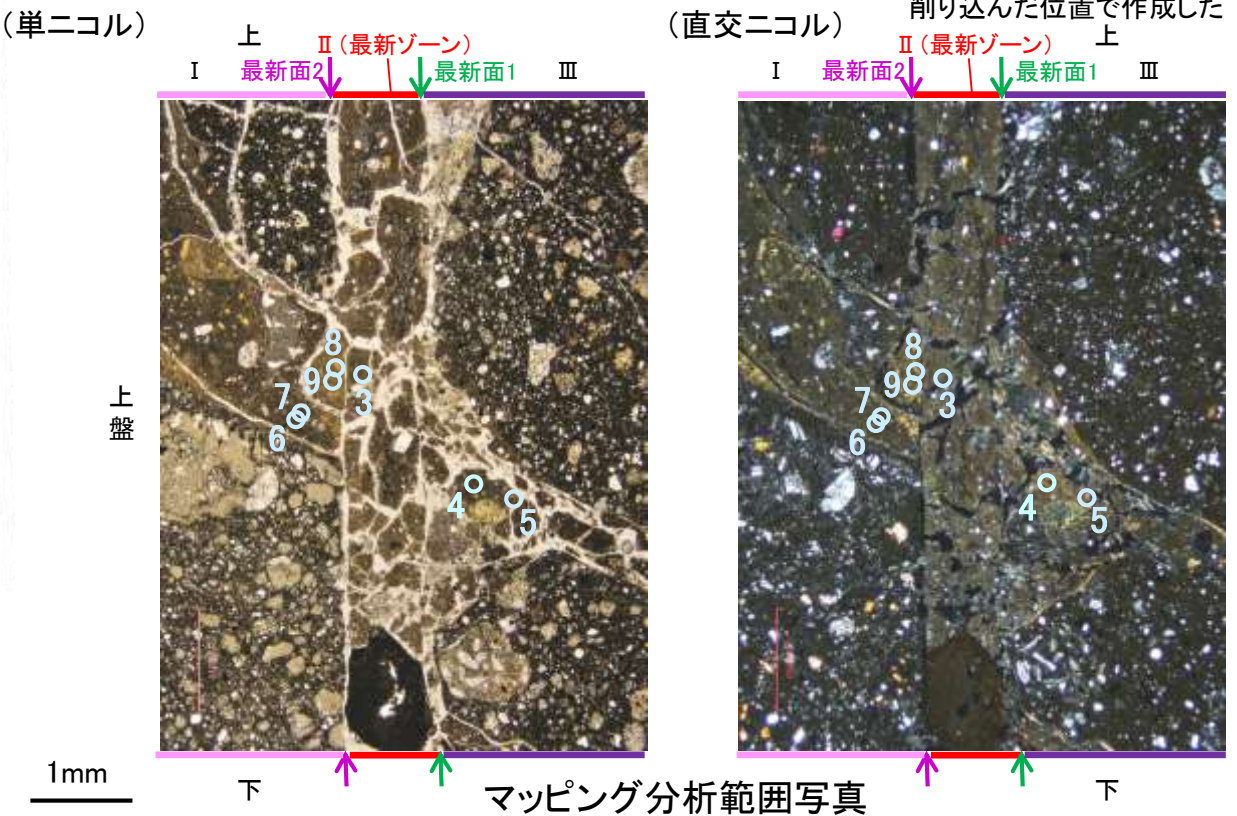 削り込んだ位置で作成した
(単ニコル)
上
Ⅱ(最新ゾーン)
Ⅰ
最新面2
最新面1
Ⅲ
8
9
7
3
6
4
5
上
盤
1mm
下
(直交ニコル)
上
Ⅱ(最新ゾーン)
Ⅰ
最新面2
最新面1
Ⅲ
8
9
7
3
6
4
5
下
マッピング分析範囲写真